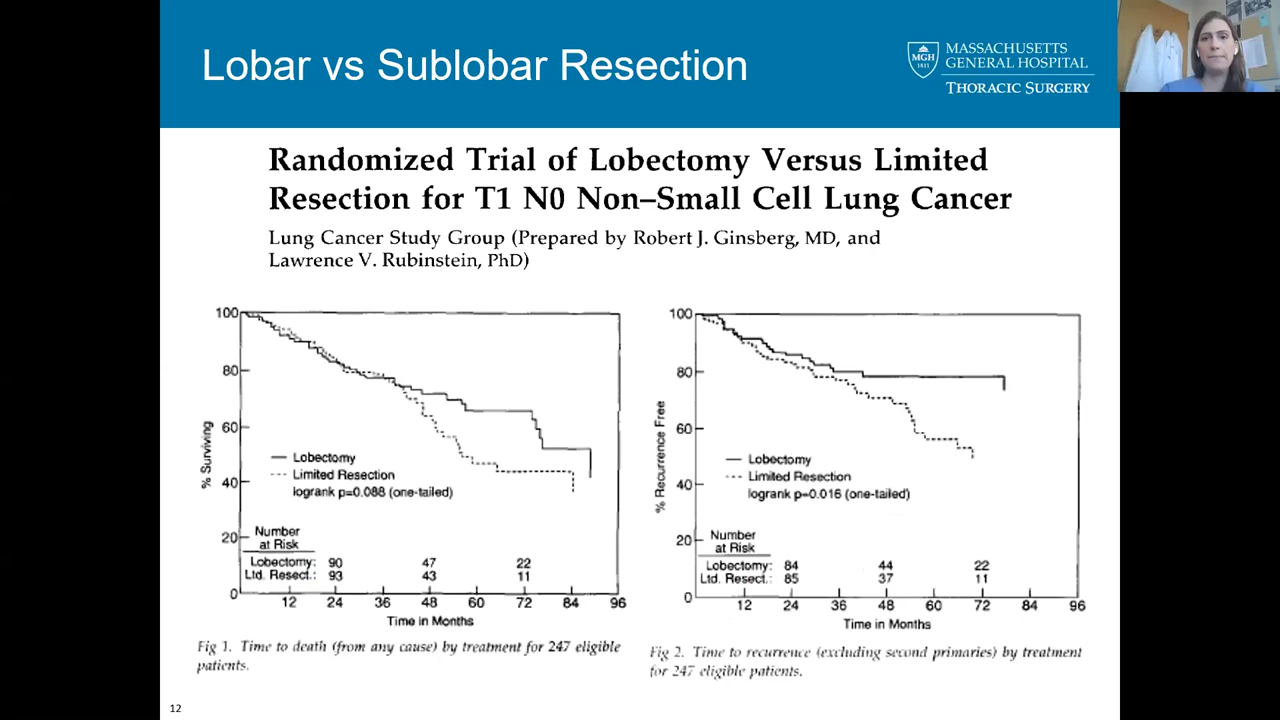 Lobar vs Sublobar Resection
MGH
1811
MASSACHUSETTS
GENERAL HOSPITAL
THORACIC SURGERY
Randomized Trial of Lobectomy Versus Limited
Resection for T1 N0 Non–Small Cell Lung Cancer
Lung Cancer Study Group (Prepared by Robert J. Ginsberg, MD, and
Lawrence V. Rubinstein, PhD)
100
80
60
40
20
0
% Surviving
Lobectomy
Limited Resection
logrank p=0.088 (one-tailed)
Number
at Risk
Lobectomy: 90 47 22
Ltd. Resect.: 93 43 11
12 24 36 48 60 72 84 96
Time in Months
Fig 1. Time to death (from any cause) by treatment for 247 eligible
patients.
100
80
60
40
20
0
% Recurrence Free
Lobectomy
Limited Resection
logrank p=0.016 (one-tailed)
Number
at Risk
Lobectomy: 84 44 22
Ltd. Resect.: 85 37 11
12 24 36 48 60 72 84 96
Time in Months
Fig 2. Time to recurrence (excluding second primaries) by treatment
for 247 eligible patients.
12